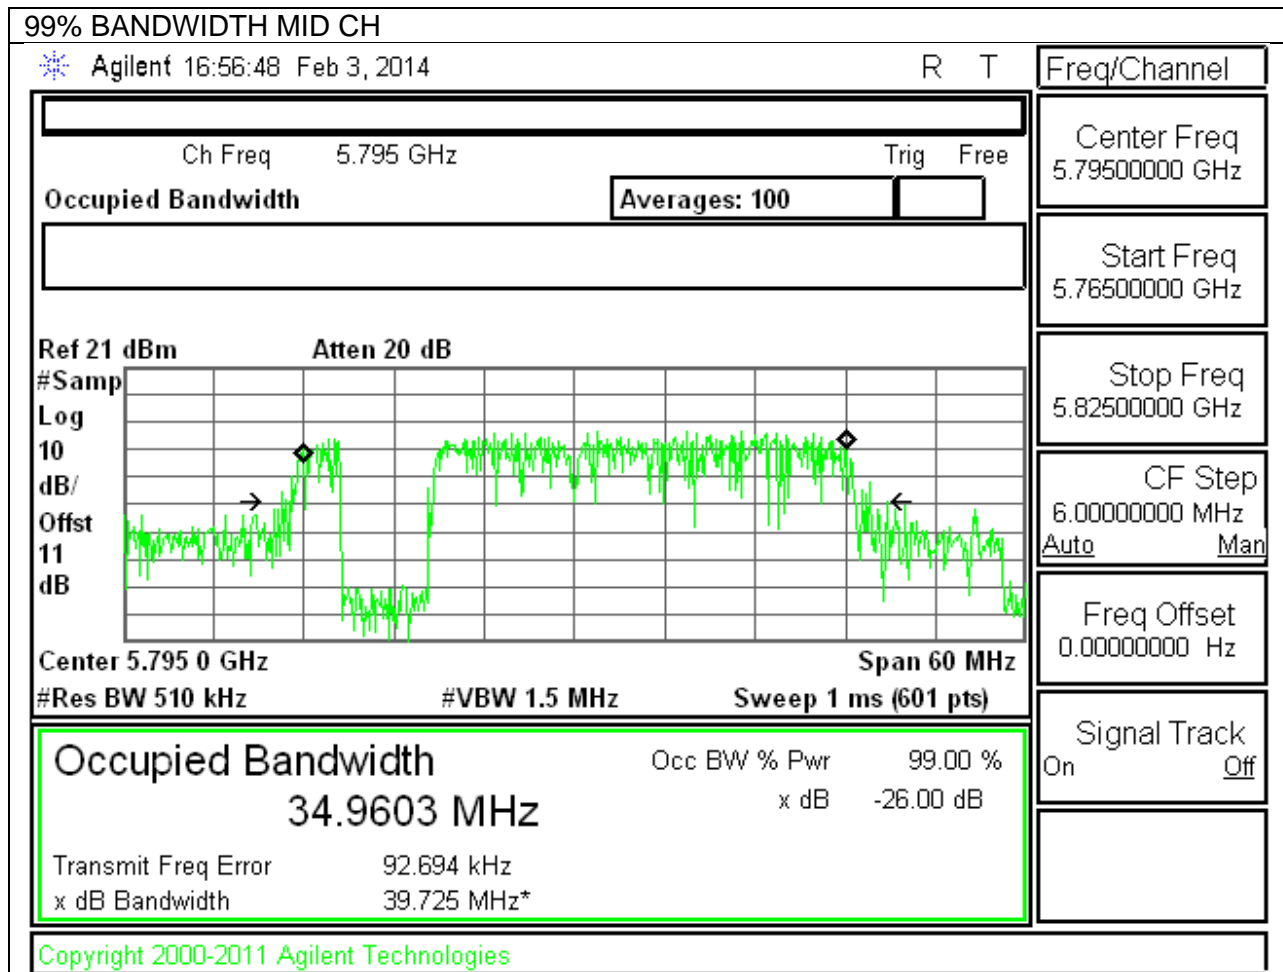 99% BANDWIDTH MID CH
Agilent 16:56:48 Feb 3, 2014 R T
Freq/Channel
Ch Freq 5.795 GHz Trig Free
Occupied Bandwidth Averages: 100
Ref 21 dBm Atten 20 dB
#Samp
Log
10
dB/
Offst
11
dB
Center 5.795 0 GHz Span 60 MHz
#Res BW 510 kHz #VBW 1.5 MHz Sweep 1 ms (601 pts)
Occupied Bandwidth
34.9603 MHz
Occ BW % Pwr 99.00 %
x dB -26.00 dB
Transmit Freq Error 92.694 kHz
x dB Bandwidth 39.725 MHz*
Copyright 2000-2011 Agilent Technologies
Center Freq
5.79500000 GHz
Start Freq
5.76500000 GHz
Stop Freq
5.82500000 GHz
CF Step
6.00000000 MHz
Auto Man
Freq Offset
0.00000000 Hz
Signal Track
On Off